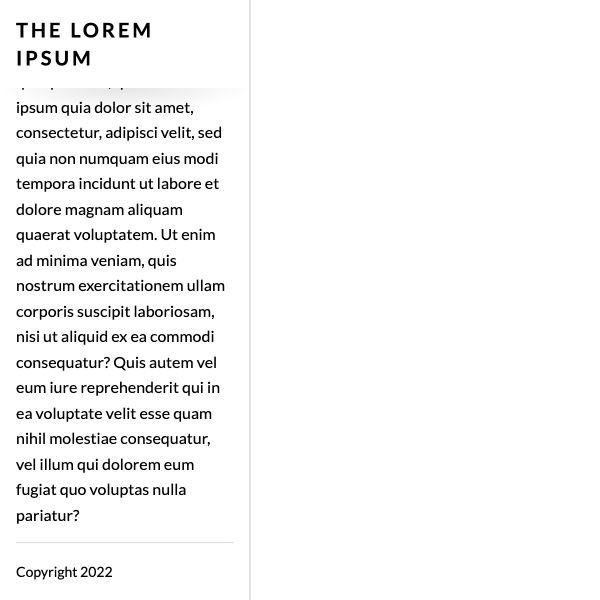 THE LOREM
IPSUM
ipsum quia dolor sit amet,
consectetur, adipisci velit, sed
quia non numquam eius modi
tempora incidunt ut labore et
dolore magnam aliquam
quaerat voluptatem. Ut enim
ad minima veniam, quis
nostrum exercitationem ullam
corporis suscipit laboriosam,
nisi ut aliquid ex ea commodi
consequatur? Quis autem vel
eum iure reprehenderit qui in
ea voluptate velit esse quam
nihil molestiae consequatur,
vel illum qui dolorem eum
fugiat quo voluptas nulla
pariatur?
Copyright 2022